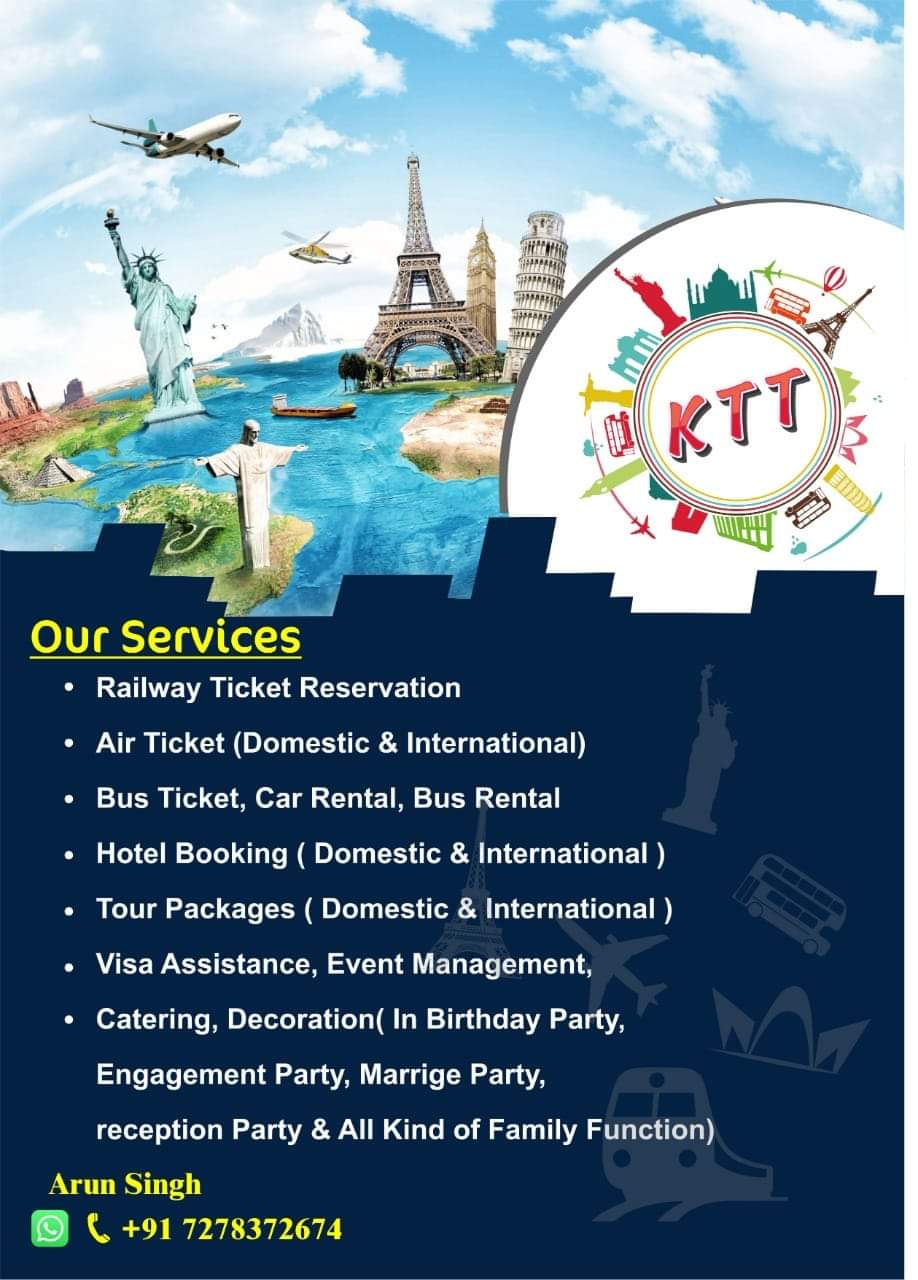 KTT
Our Services
• Railway Ticket Reservation
• Air Ticket (Domestic & International)
• Bus Ticket, Car Rental, Bus Rental
• Hotel Booking ( Domestic & International )
• Tour Packages ( Domestic & International )
• Visa Assistance, Event Management,
• Catering, Decoration( In Birthday Party,
Engagement Party, Marrige Party,
reception Party & All Kind of Family Function)
Arun Singh
+91 7278372674